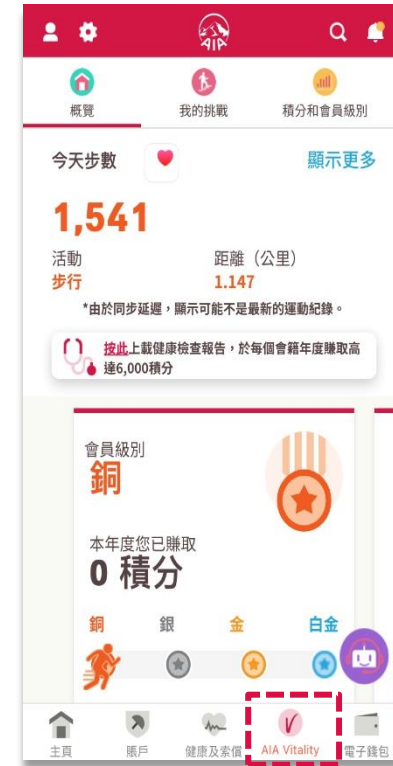 AIA
概覽
我的挑戰
積分和會員級別
今天步數
顯示更多
1,541
活動
距離（公里）
步行
1.147
*由於同步延遲，顯示可能不是最新的運動紀錄。
按此上載健康檢查報告，於每個會籍年度賺取高
達6,000積分
會員級別
銅
本年度您已賺取
0 積分
銅
銀
金
白金
主頁
賬戶
健康及索償
AIA Vitality
電子錢包